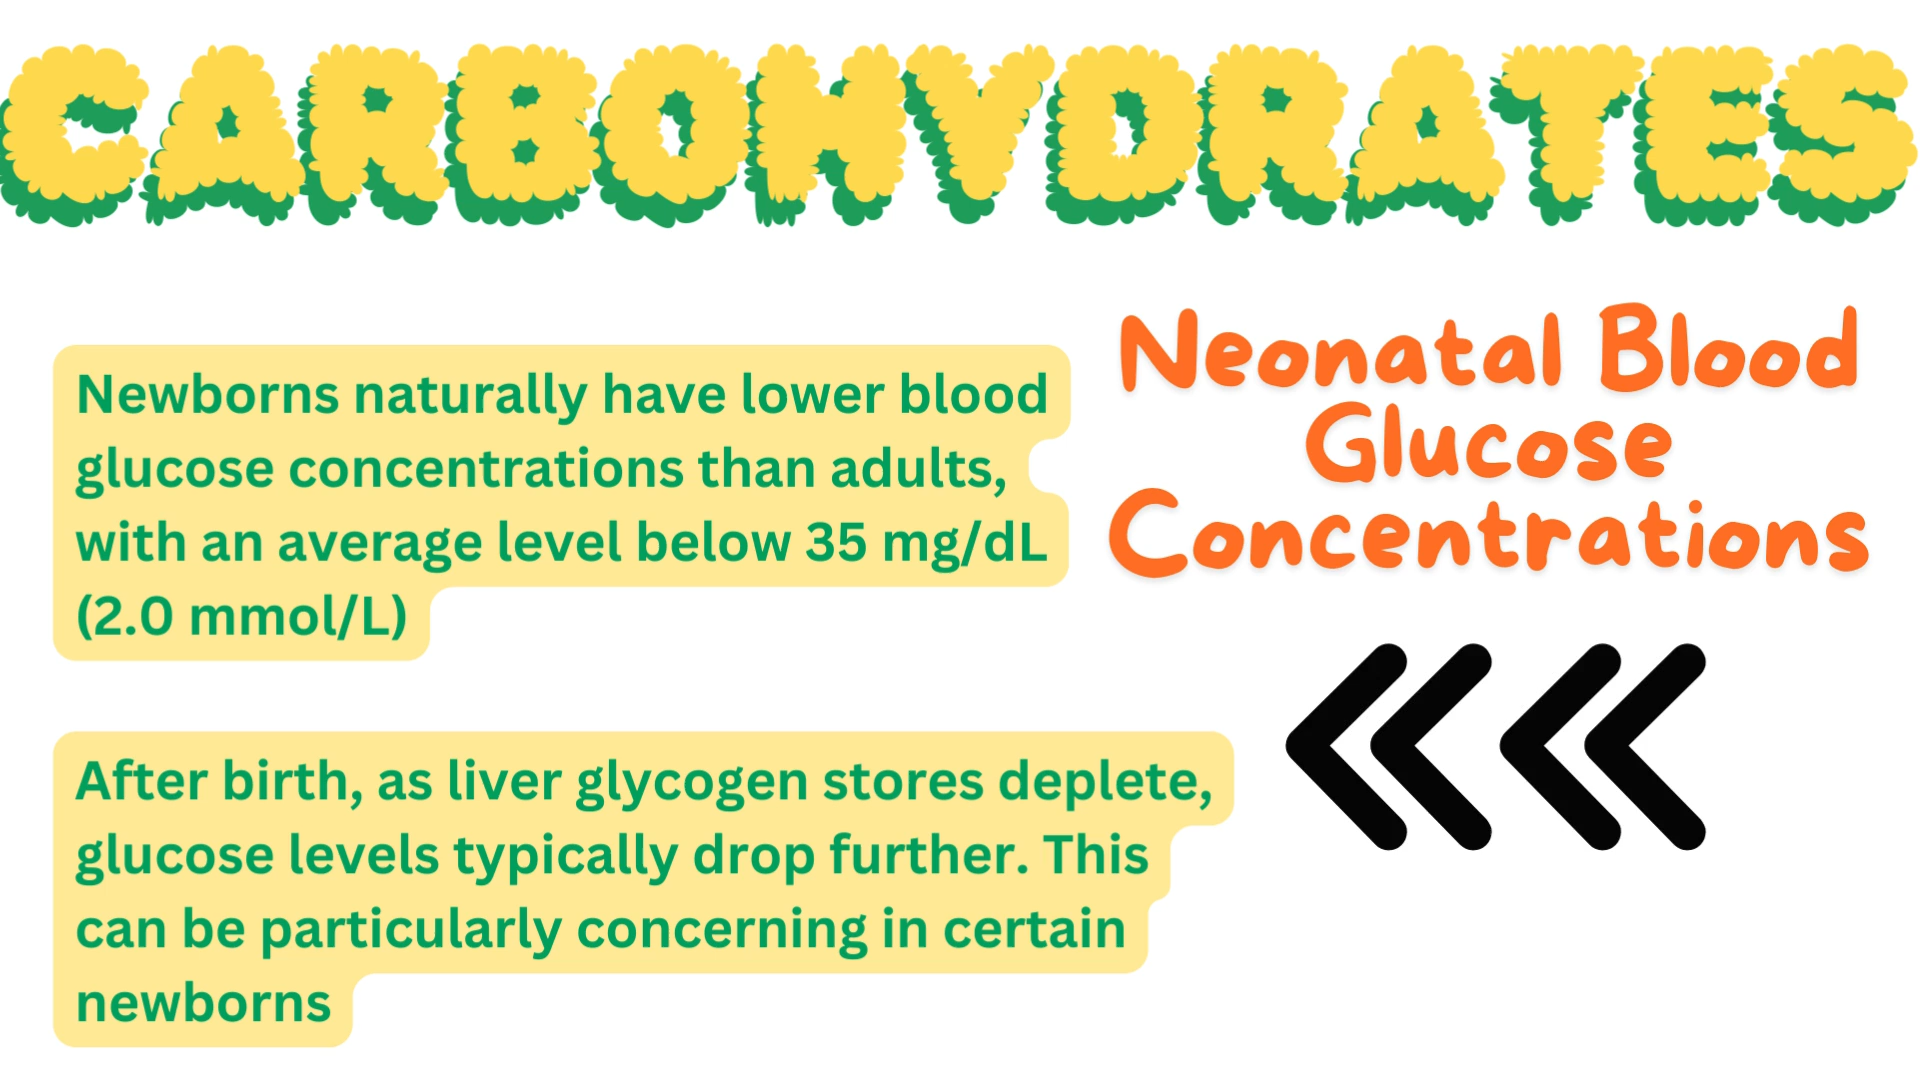 CARBOHYDRATES
Newborns naturally have lower blood
glucose concentrations than adults,
with an average level below 35 mg/dL
(2.0 mmol/L)
Neonatal Blood
Glucose
Concentrations
After birth, as liver glycogen stores deplete,
glucose levels typically drop further. This
can be particularly concerning in certain
newborns